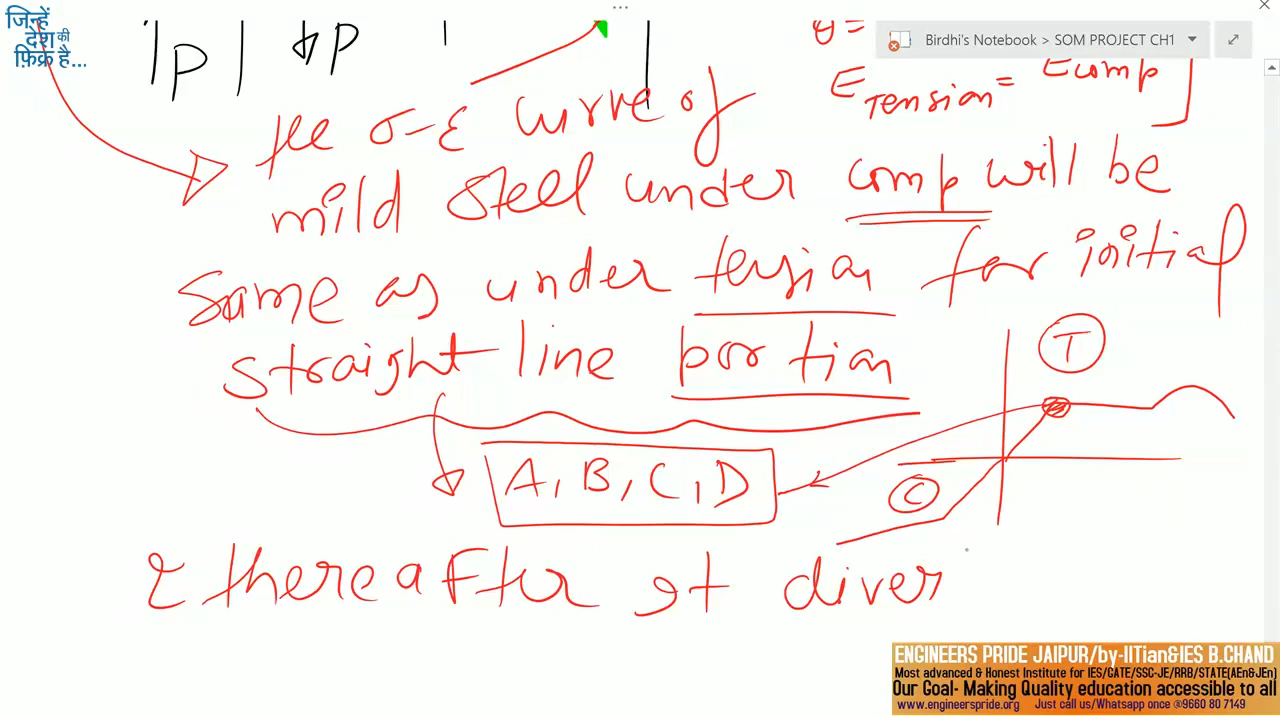 जिन्हें
देश की
फ़िक्र है...
Birdhi's Notebook > SOM PROJECT CH1
|p| ↓p
σ=
E Tension = E comp
the σ-ε curve of
mild steel under comp will be
same as under tension for initial
straight line portion
T
A, B, C, D
C
& thereafter it diver
ENGINEERS PRIDE JAIPUR/by-IITian&IES B.CHAND
Most advanced & Honest Institute for IES/GATE/SSC-JE/RRB/STATE(AEn&JEn)
Our Goal- Making Quality education accessible to all
www.engineerspride.org Just call us/Whatsapp once @9660 80 7149